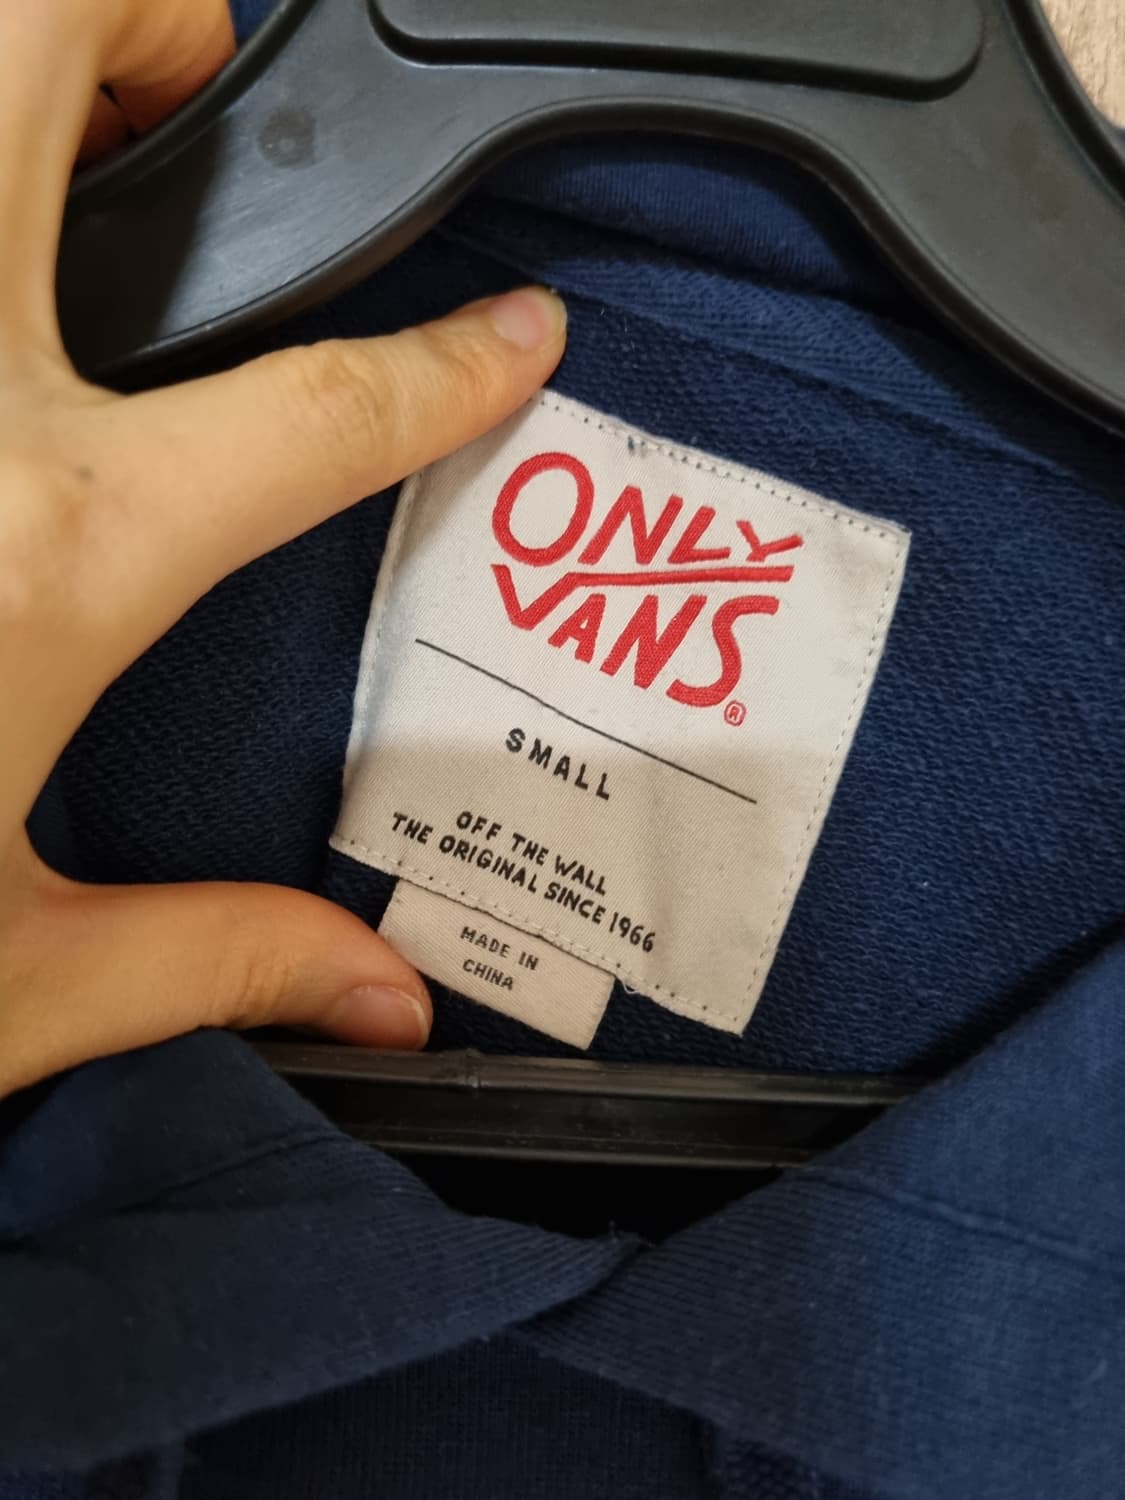 ONLY
VANS®
SMALL
OFF THE WALL
THE ORIGINAL SINCE 1966
MADE IN
CHINA